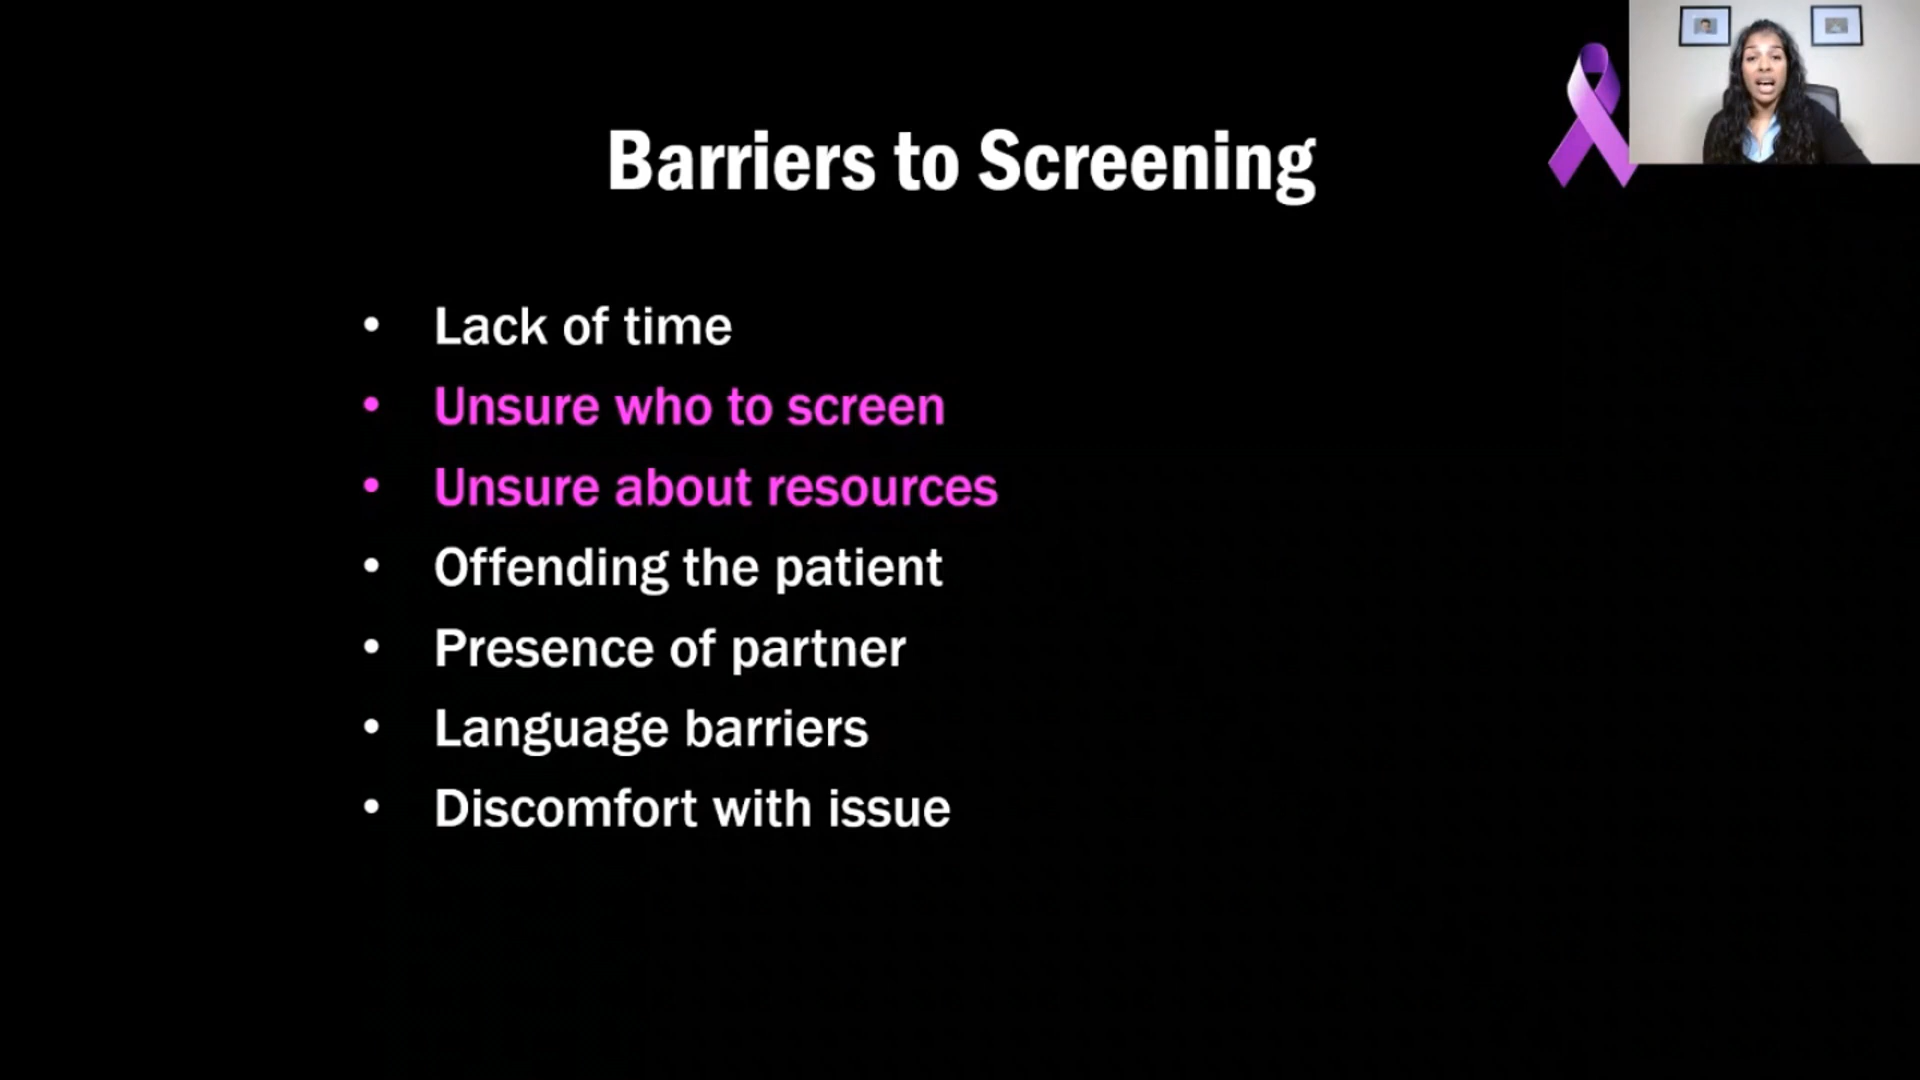 Barriers to Screening
• Lack of time
• Unsure who to screen
• Unsure about resources
• Offending the patient
• Presence of partner
• Language barriers
• Discomfort with issue